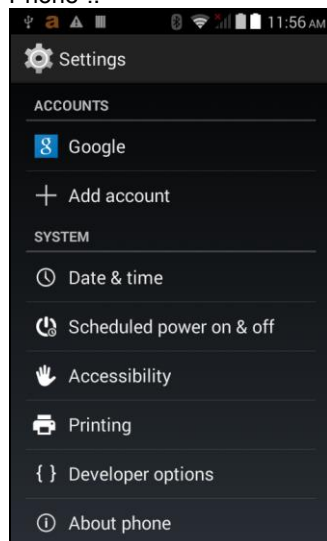 Phone ..
11:56 AM
Settings
ACCOUNTS
Google
Add account
SYSTEM
Date & time
Scheduled power on & off
Accessibility
Printing
{ } Developer options
About phone